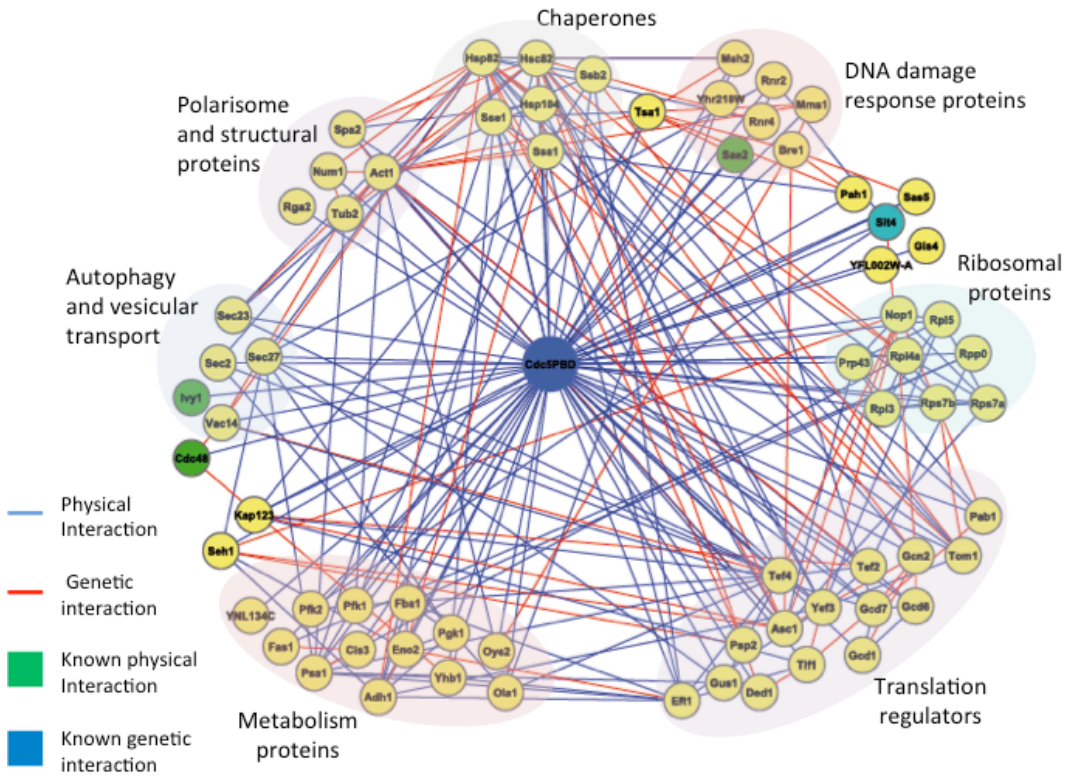 Chaperones
Hsp82
Hsc82
Ssb2
Sse1
Hsp104
Ssa1
Tsa1
DNA damage
response proteins
Msh2
Rnr2
Yhr218W
Mms1
Rnr4
Sae2
Bre1
Polarisome
and structural
proteins
Spa2
Num1
Act1
Rga2
Tub2
Pah1
Sas5
Sit4
Gis4
YFL002W-A
Autophagy
and vesicular
transport
Sec23
Sec2
Sec27
Ivy1
Vac14
Cdc48
Kap123
Seh1
Cdc5PBD
Ribosomal
proteins
Nop1
Rpl5
Prp43
Rpl4a
Rpp0
Rpl3
Rps7b
Rps7a
Physical
Interaction
Genetic
interaction
Known physical
Interaction
Known genetic
interaction
YNL134C
Pfk2
Pfk1
Fba1
Pgk1
Fas1
Cis3
Eno2
Oye2
Psa1
Yhb1
Adh1
Ola1
Metabolism
proteins
Pab1
Tef4
Tef2
Gcn2
Tom1
Yef3
Gcd7
Gcd6
Asc1
Psp2
Tif1
Gcd1
Gus1
Ded1
Eft1
Translation
regulators